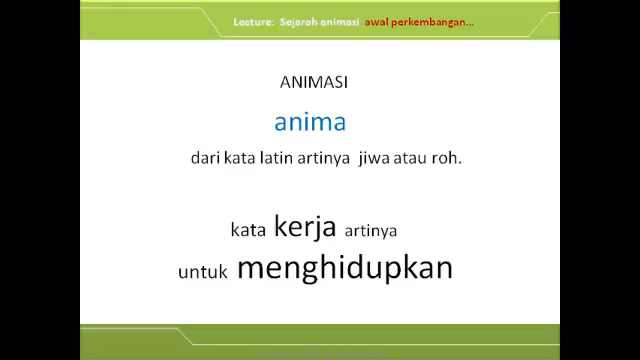 Lecture: Sejarah animasi awal perkembangan...
ANIMASI
anima
dari kata latin artinya jiwa atau roh.
kata kerja artinya
untuk menghidupkan